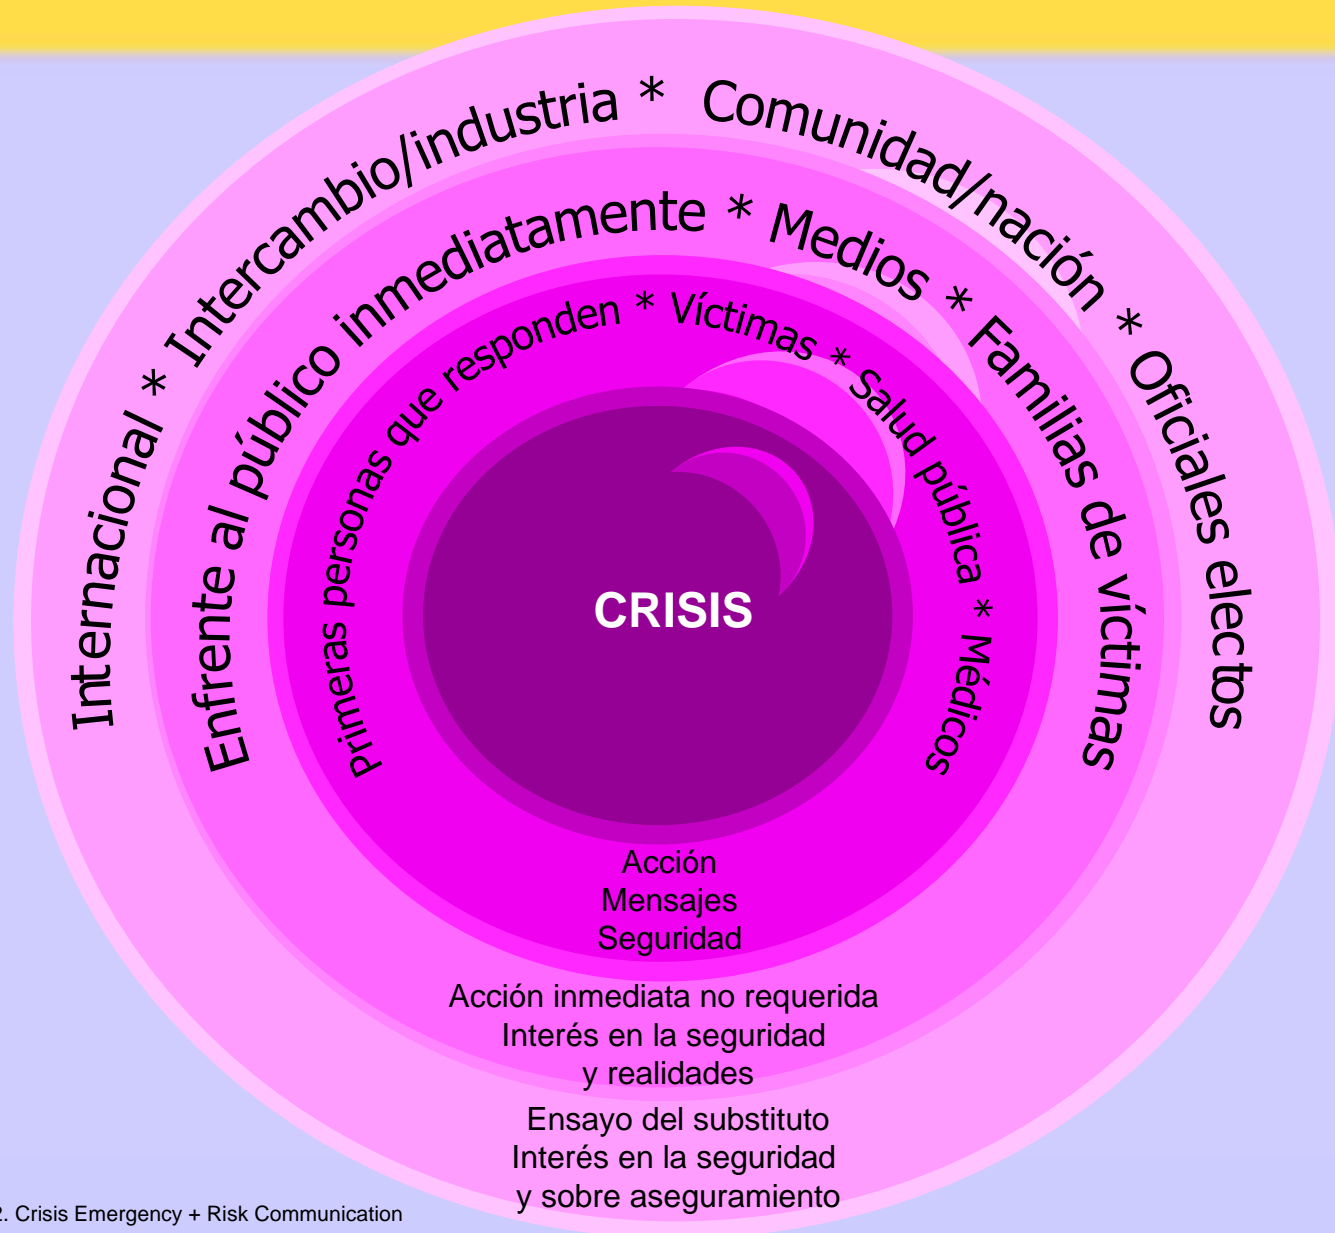 Internacional * Intercambio/industria * Comunidad/nación * Oficiales electos
Enfrente al público inmediatamente * Medios * Familias de víctimas
Primeras personas que responden * Víctimas * Salud pública * Médicos
CRISIS
Acción
Mensajes
Seguridad
Acción inmediata no requerida
Interés en la seguridad
y realidades
Ensayo del substituto
Interés en la seguridad
y sobre aseguramiento
2. Crisis Emergency + Risk Communication